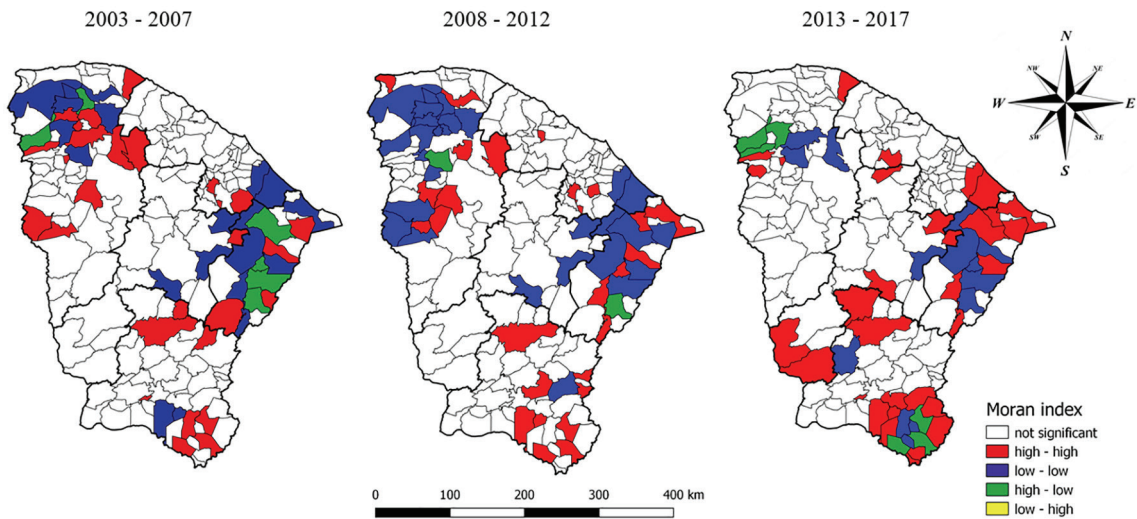 2003 - 2007
2008 - 2012
2013 - 2017
N
NW
NE
W
E
SW
SE
S
Moran index
not significant
high - high
low - low
high - low
low - high
0 100 200 300 400 km